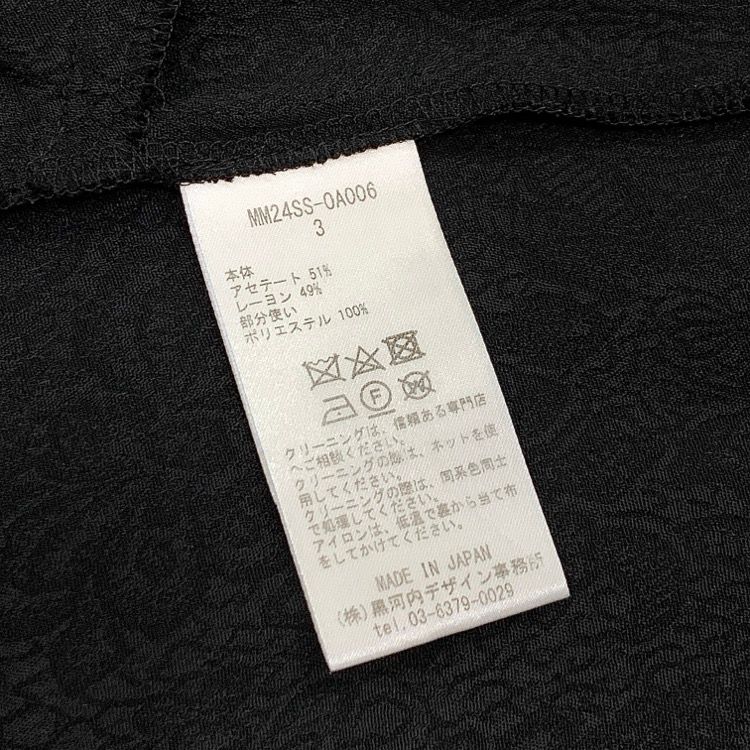 MM24SS-0A006
3
本体
アセテート 51%
レーヨン 49%
部分使い
ポリエステル 100%
F W
クリーニングは、信頼ある専門店
へご相談ください。
クリーニングの際は、ネットを使
用してください。
クリーニングの際は、同系色同士
で処理してください。
アイロンは、低温で裏から当て布
をしてかけてください。
MADE IN JAPAN
(株)黒河内デザイン事務所
tel.03-6379-0029